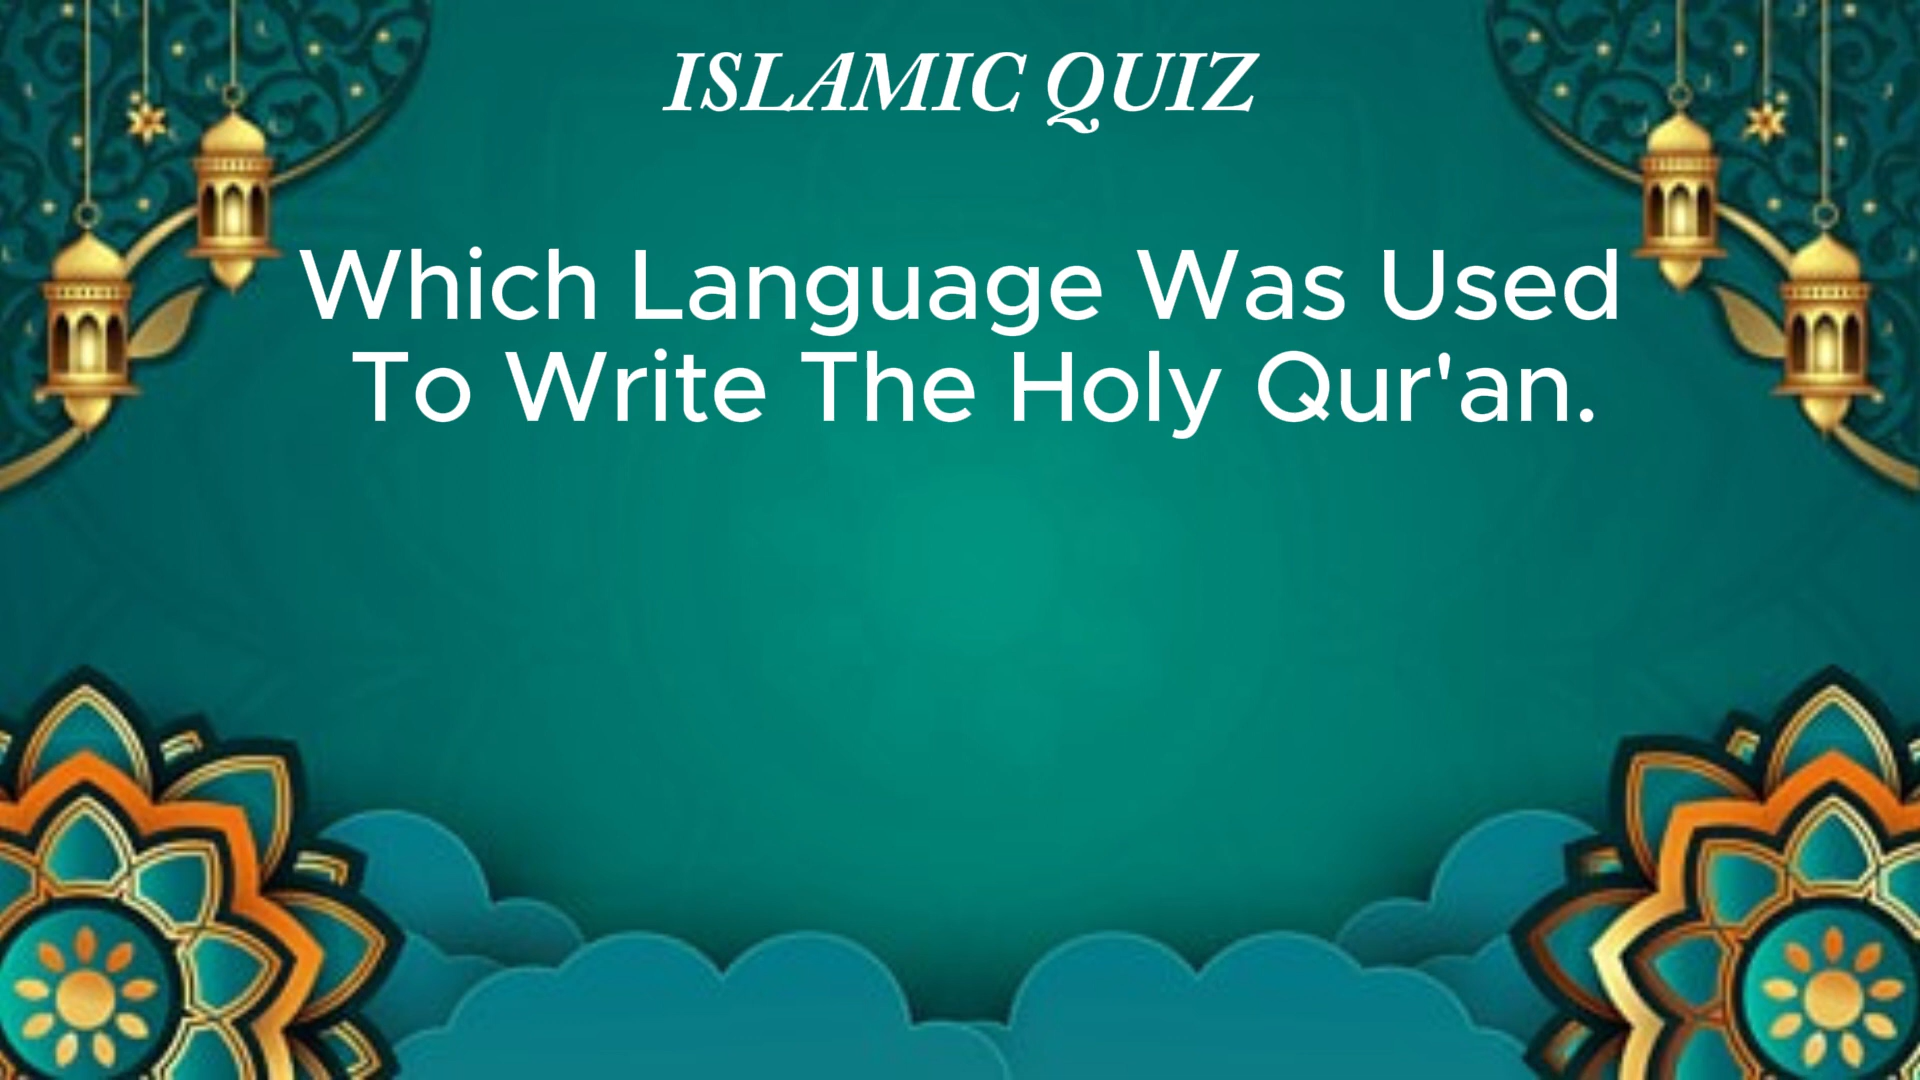 ISLAMIC QUIZ
Which Language Was Used
To Write The Holy Qur'an.